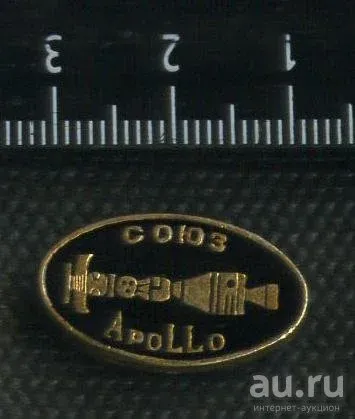 3 2 1
СОЮЗ
APOLLO
au.ru
интернет-аукцион